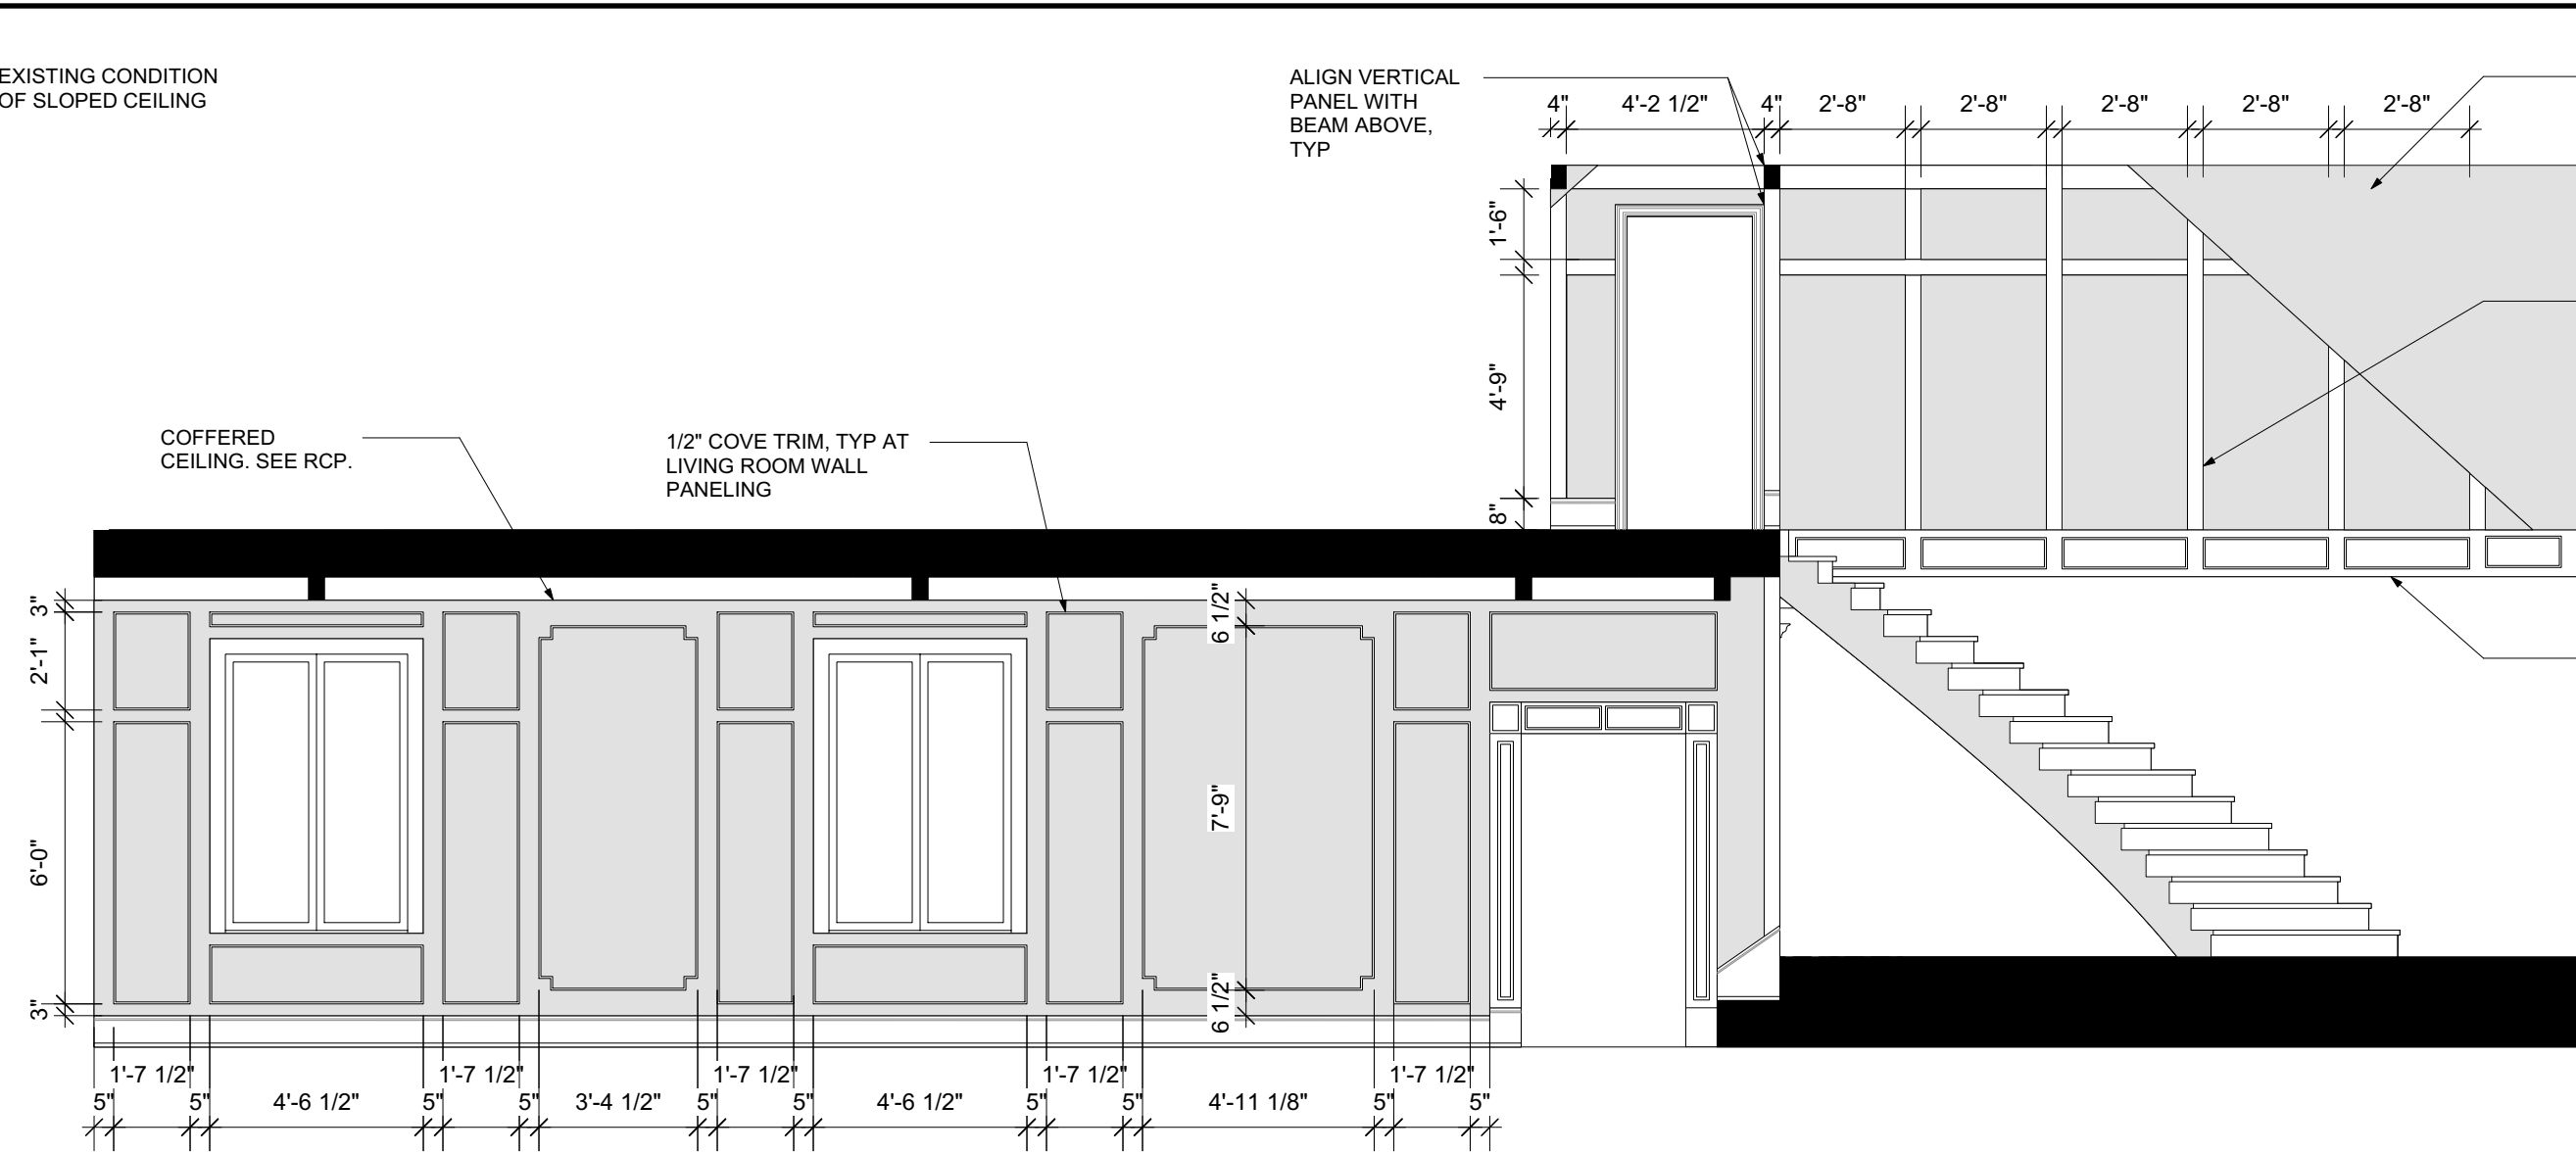 EXISTING CONDITION
OF SLOPED CEILING
ALIGN VERTICAL
PANEL WITH
BEAM ABOVE,
TYP
4" 4'-2 1/2" 4" 2'-8" 2'-8" 2'-8" 2'-8" 2'-8"
1'-6"
4'-9"
8"
COFFERED
CEILING. SEE RCP.
1/2" COVE TRIM, TYP AT
LIVING ROOM WALL
PANELING
3"
2'-1"
6'-0"
3"
6 1/2"
7'-9"
6 1/2"
1'-7 1/2" 1'-7 1/2" 1'-7 1/2" 1'-7 1/2" 1'-7 1/2"
5" 5" 4'-6 1/2" 5" 5" 3'-4 1/2" 5" 5" 4'-6 1/2" 5" 5" 4'-11 1/8" 5" 5"